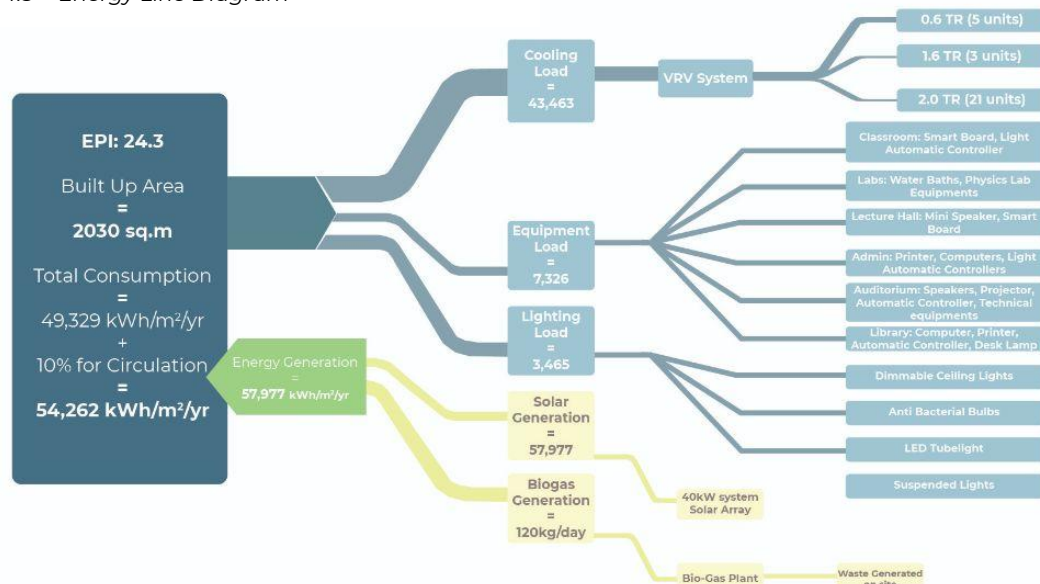 Energy Line Diagram
EPI: 24.3
Built Up Area
=
2030 sq.m
Total Consumption
=
49,329 kWh/m²/yr
+
10% for Circulation
=
54,262 kWh/m²/yr
Energy Generation
=
57,977 kWh/m²/yr
Cooling
Load
=
43,463
VRV System
0.6 TR (5 units)
1.6 TR (3 units)
2.0 TR (21 units)
Equipment
Load
=
7,326
Classroom: Smart Board, Light
Automatic Controller
Labs: Water Baths, Physics Lab
Equipments
Lecture Hall: Mini Speaker, Smart
Board
Admin: Printer, Computers, Light
Automatic Controllers
Auditorium: Speakers, Projector,
Automatic Controller, Technical
equipments
Library: Computer, Printer,
Automatic Controller, Desk Lamp
Lighting
Load
=
3,465
Dimmable Ceiling Lights
Anti Bacterial Bulbs
LED Tubelight
Suspended Lights
Solar
Generation
=
57,977
40kW system
Solar Array
Biogas
Generation
=
120kg/day
Bio-Gas Plant
Waste Generated